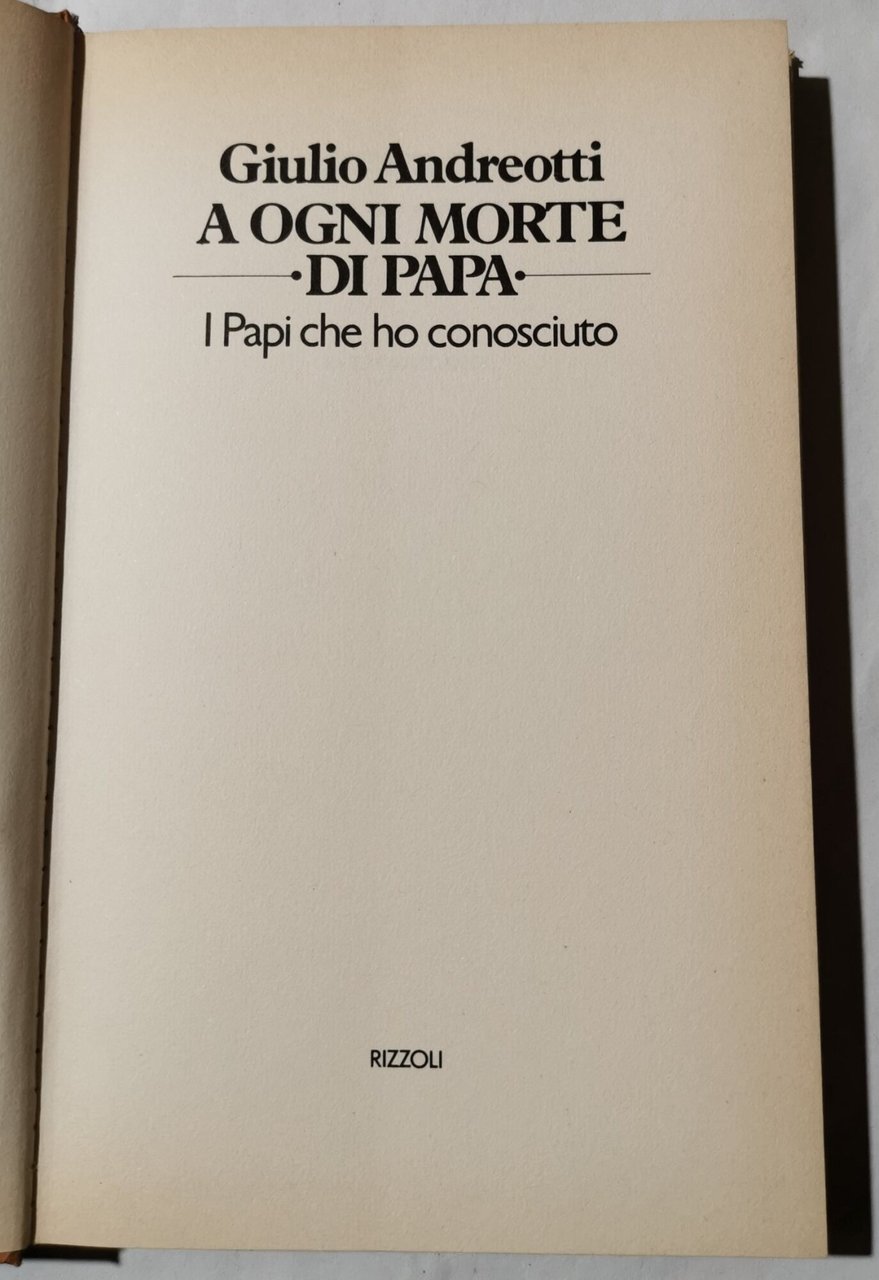 Giulio Andreotti
A OGNI MORTE
DI PAPA
I Papi che ho conosciuto
RIZZOLI